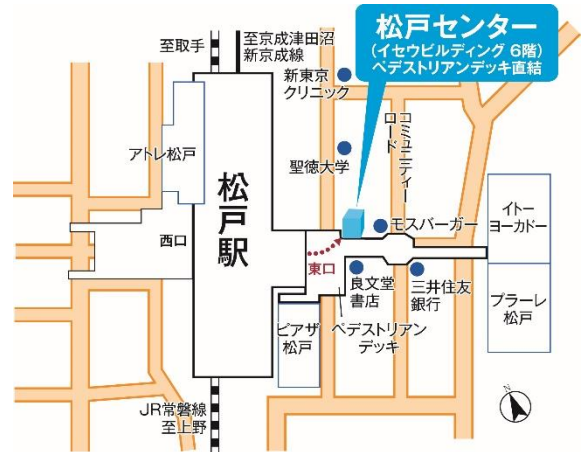 松戸センター
(イセウビルディング 6階)
ペデストリアンデッキ直結
至取手
至京成津田沼
新京成線
新東京
クリニック
コミュニティー
ロード
アトレ松戸
聖徳大学
松戸駅
モスバーガー
イトー
ヨーカドー
西口
東口
良文堂
書店
三井住友
銀行
プラーレ
松戸
ピアザ
松戸
ペデストリアン
デッキ
JR常磐線
至上野
N